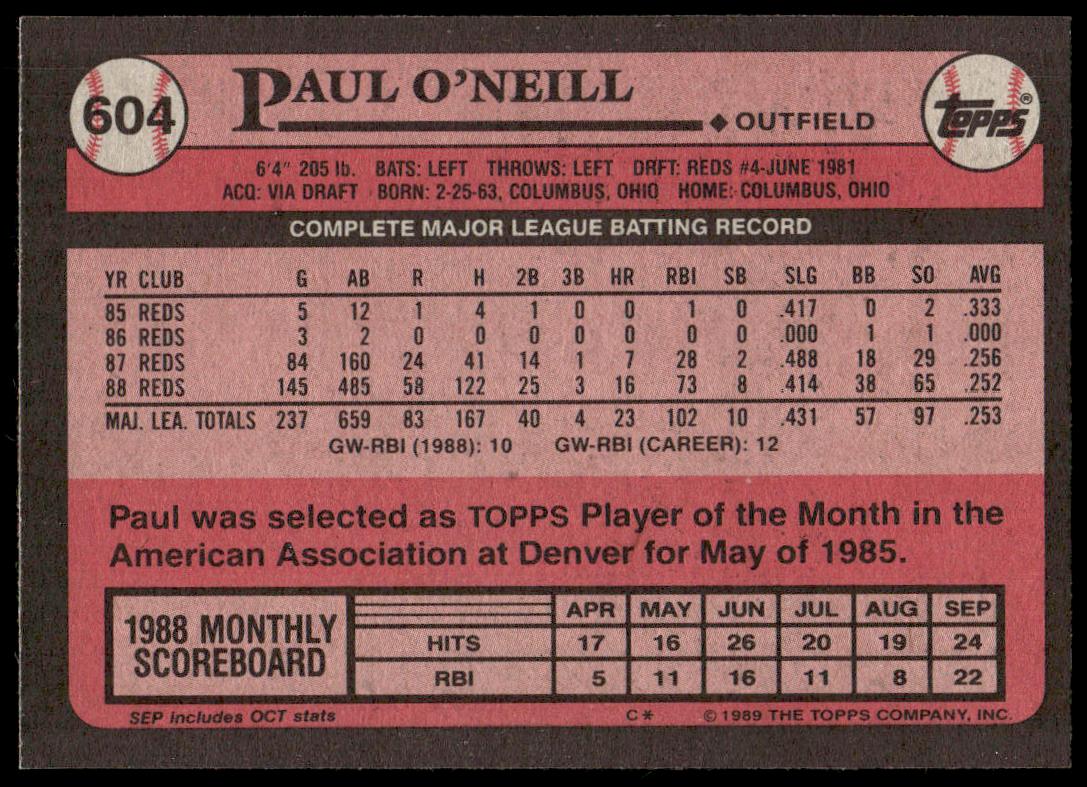 604
PAUL O'NEILL
◆ OUTFIELD
TOPPS®
6'4" 205 lb. BATS: LEFT THROWS: LEFT DRFT: REDS #4-JUNE 1981
ACQ: VIA DRAFT BORN: 2-25-63, COLUMBUS, OHIO HOME: COLUMBUS, OHIO
COMPLETE MAJOR LEAGUE BATTING RECORD
YR CLUB G AB R H 2B 3B HR RBI SB SLG BB SO AVG
85 REDS 5 12 1 4 1 0 0 1 0 .417 0 2 .333
86 REDS 3 2 0 0 0 0 0 0 0 .000 1 1 .000
87 REDS 84 160 24 41 14 1 7 28 2 .488 18 29 .256
88 REDS 145 485 58 122 25 3 16 73 8 .414 38 65 .252
MAJ. LEA. TOTALS 237 659 83 167 40 4 23 102 10 .431 57 97 .253
GW-RBI (1988): 10 GW-RBI (CAREER): 12
Paul was selected as TOPPS Player of the Month in the
American Association at Denver for May of 1985.
1988 MONTHLY
SCOREBOARD
APR MAY JUN JUL AUG SEP
HITS 17 16 26 20 19 24
RBI 5 11 16 11 8 22
SEP includes OCT stats
C* © 1989 THE TOPPS COMPANY, INC.